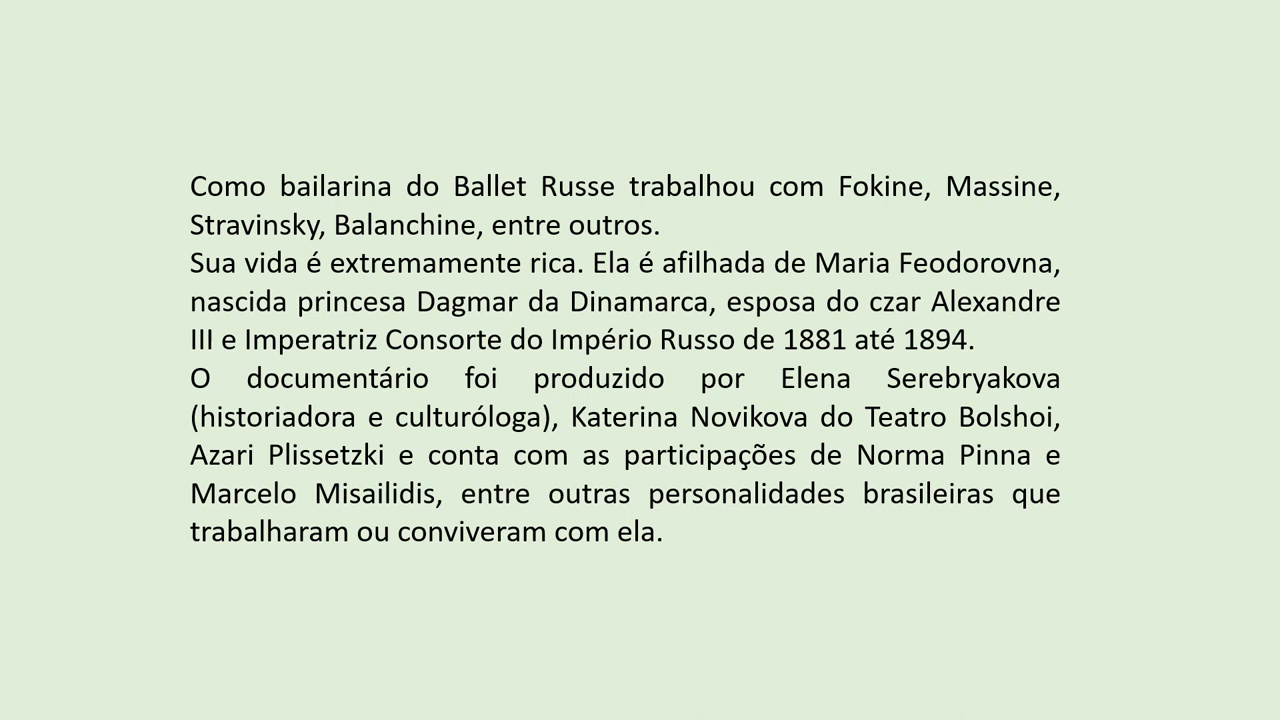 Como bailarina do Ballet Russe trabalhou com Fokine, Massine,
Stravinsky, Balanchine, entre outros.
Sua vida é extremamente rica. Ela é afilhada de Maria Feodorovna,
nascida princesa Dagmar da Dinamarca, esposa do czar Alexandre
III e Imperatriz Consorte do Império Russo de 1881 até 1894.
O documentário foi produzido por Elena Serebryakova
(historiadora e culturóloga), Katerina Novikova do Teatro Bolshoi,
Azari Plissetzki e conta com as participações de Norma Pinna e
Marcelo Misailidis, entre outras personalidades brasileiras que
trabalharam ou conviveram com ela.